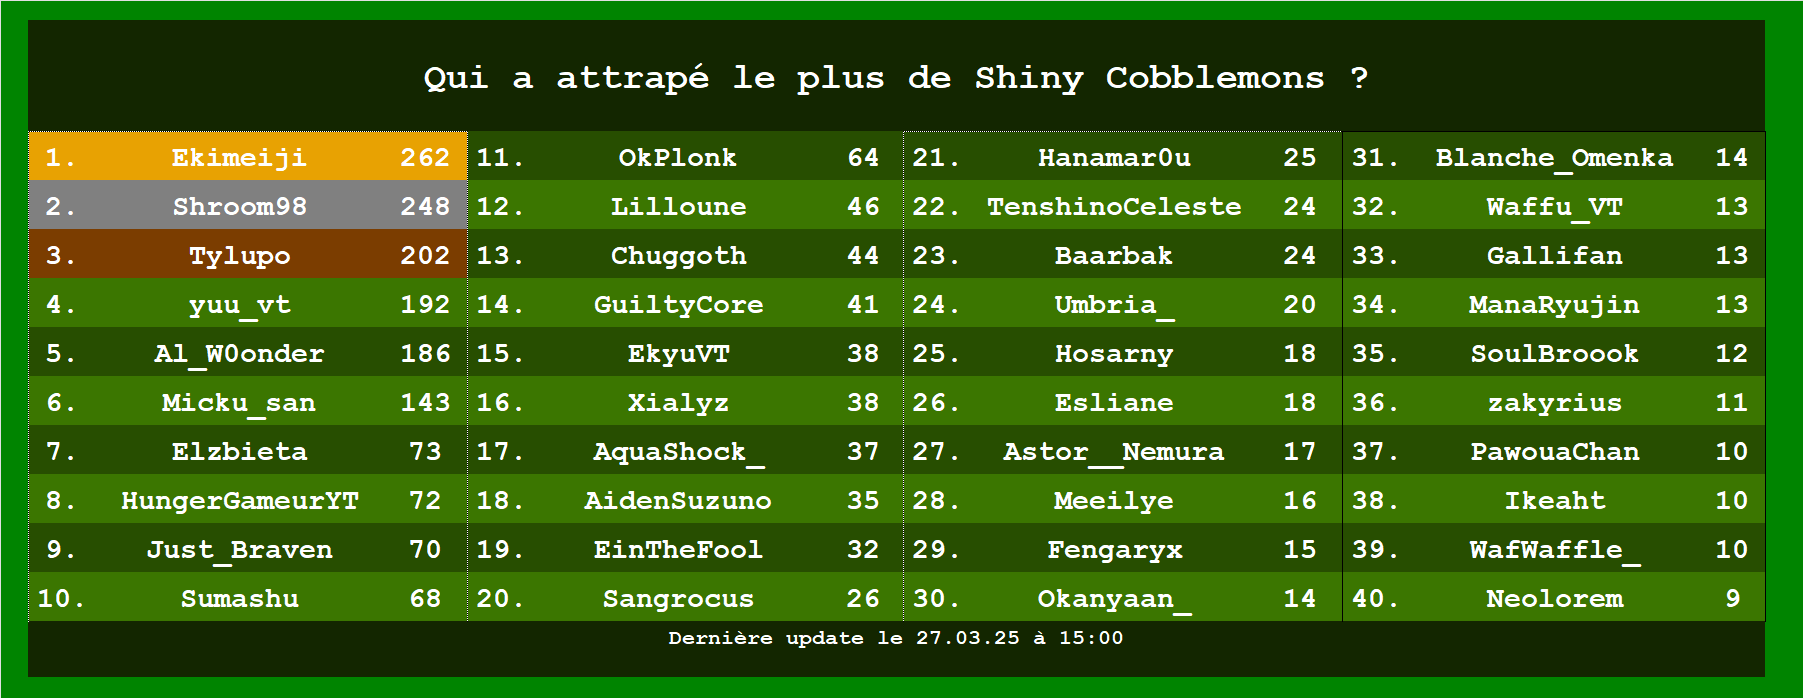 Qui a attrapé le plus de Shiny Cobblemons ?
1. Ekimeiji 262 11. OkPlonk 64 21. Hanamar0u 25 31. Blanche_Omenka 14
2. Shroom98 248 12. Lilloune 46 22. TenshinoCeleste 24 32. Waffu_VT 13
3. Tylupo 202 13. Chuggoth 44 23. Baarbak 24 33. Gallifan 13
4. yuu_vt 192 14. GuiltyCore 41 24. Umbria_ 20 34. ManaRyujin 13
5. Al_W0onder 186 15. EkyuVT 38 25. Hosarny 18 35. SoulBroook 12
6. Micku_san 143 16. Xialyz 38 26. Esliane 18 36. zakyrius 11
7. Elzbieta 73 17. AquaShock_ 37 27. Astor__Nemura 17 37. PawouaChan 10
8. HungerGameurYT 72 18. AidenSuzuno 35 28. Meeilye 16 38. Ikeaht 10
9. Just_Braven 70 19. EinTheFool 32 29. Fengaryx 15 39. WafWaffle_ 10
10. Sumashu 68 20. Sangrocus 26 30. Okanyaan_ 14 40. Neolorem 9
Dernière update le 27.03.25 à 15:00